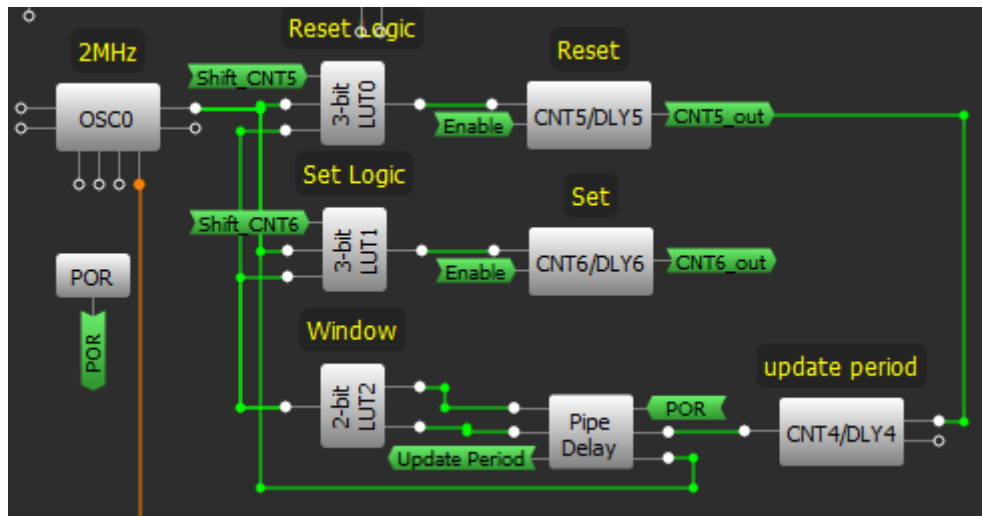 Reset Logic
2MHz
Reset
Shift_CNT5
OSC0
3-bit
LUT0
Enable
CNT5/DLY5
CNT5_out
Set Logic
Set
Shift_CNT6
3-bit
LUT1
Enable
CNT6/DLY6
CNT6_out
POR
POR
Window
update period
2-bit
LUT2
Pipe
Delay
POR
CNT4/DLY4
Update Period